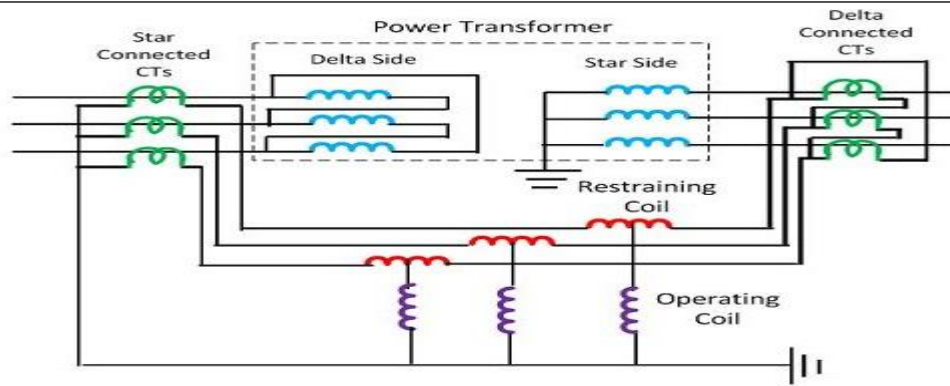 Power Transformer
Star
Connected
CTs
Delta Side
Star Side
Delta
Connected
CTs
Restraining
Coil
Operating
Coil